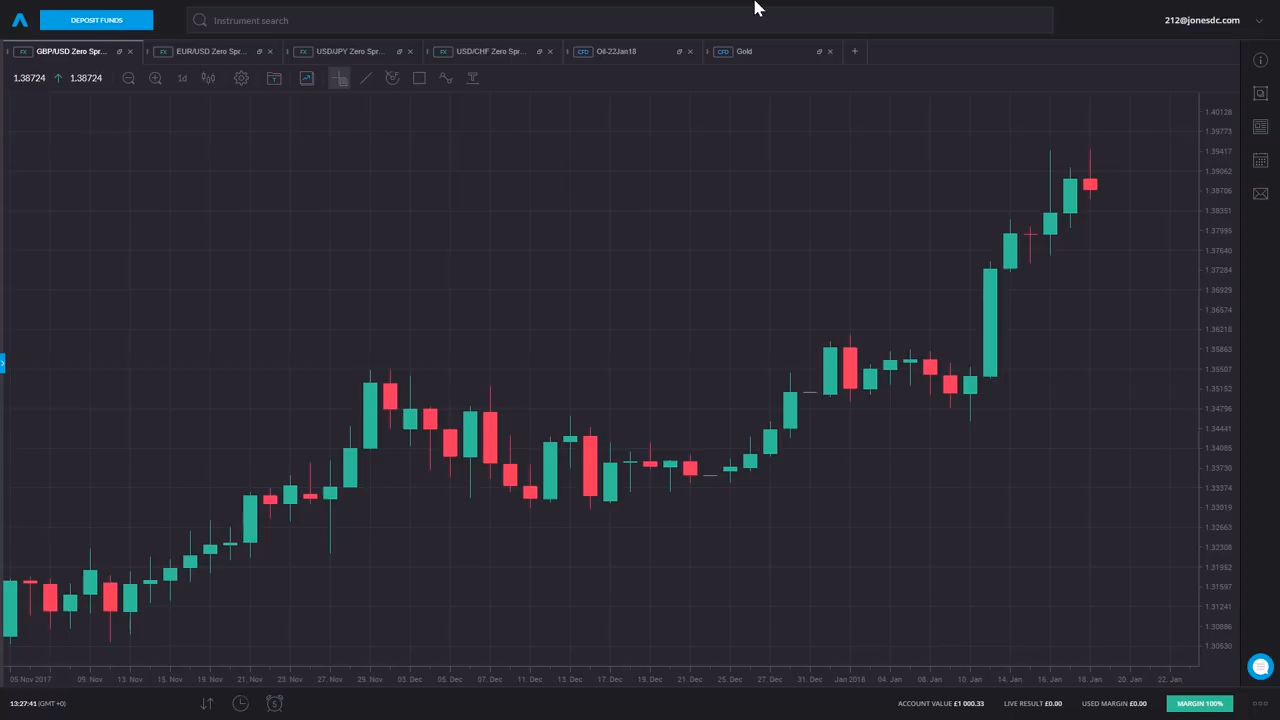 DEPOSIT FUNDS
Instrument search
212@jonesdc.com
FX GBP/USD Zero Spr...
FX EUR/USD Zero Spr...
FX USD/JPY Zero Spr...
FX USD/CHF Zero Spr...
CFD Oil-22Jan18
CFD Gold
1.38724 1.38724 1d
1.40128
1.39773
1.39417
1.39062
1.38706
1.38351
1.37995
1.37640
1.37284
1.36929
1.36574
1.36218
1.35863
1.35507
1.35152
1.34796
1.34441
1.34085
1.33730
1.33374
1.33019
1.32663
1.32308
1.31952
1.31597
1.31241
1.30886
1.30530
05 Nov 2017 09. Nov 13. Nov 15. Nov 19. Nov 21. Nov 23. Nov 27. Nov 29. Nov 03. Dec 05. Dec 07. Dec 11. Dec 13. Dec 17. Dec 19. Dec 21. Dec 25. Dec 27. Dec Jan 2018 04. Jan 08. Jan 10. Jan 14. Jan 16. Jan 18. Jan 20. Jan 22. Jan
13:27:41 (GMT +0)
ACCOUNT VALUE £1 000.33
LIVE RESULT £0.00
USED MARGIN £0.00
MARGIN 100%